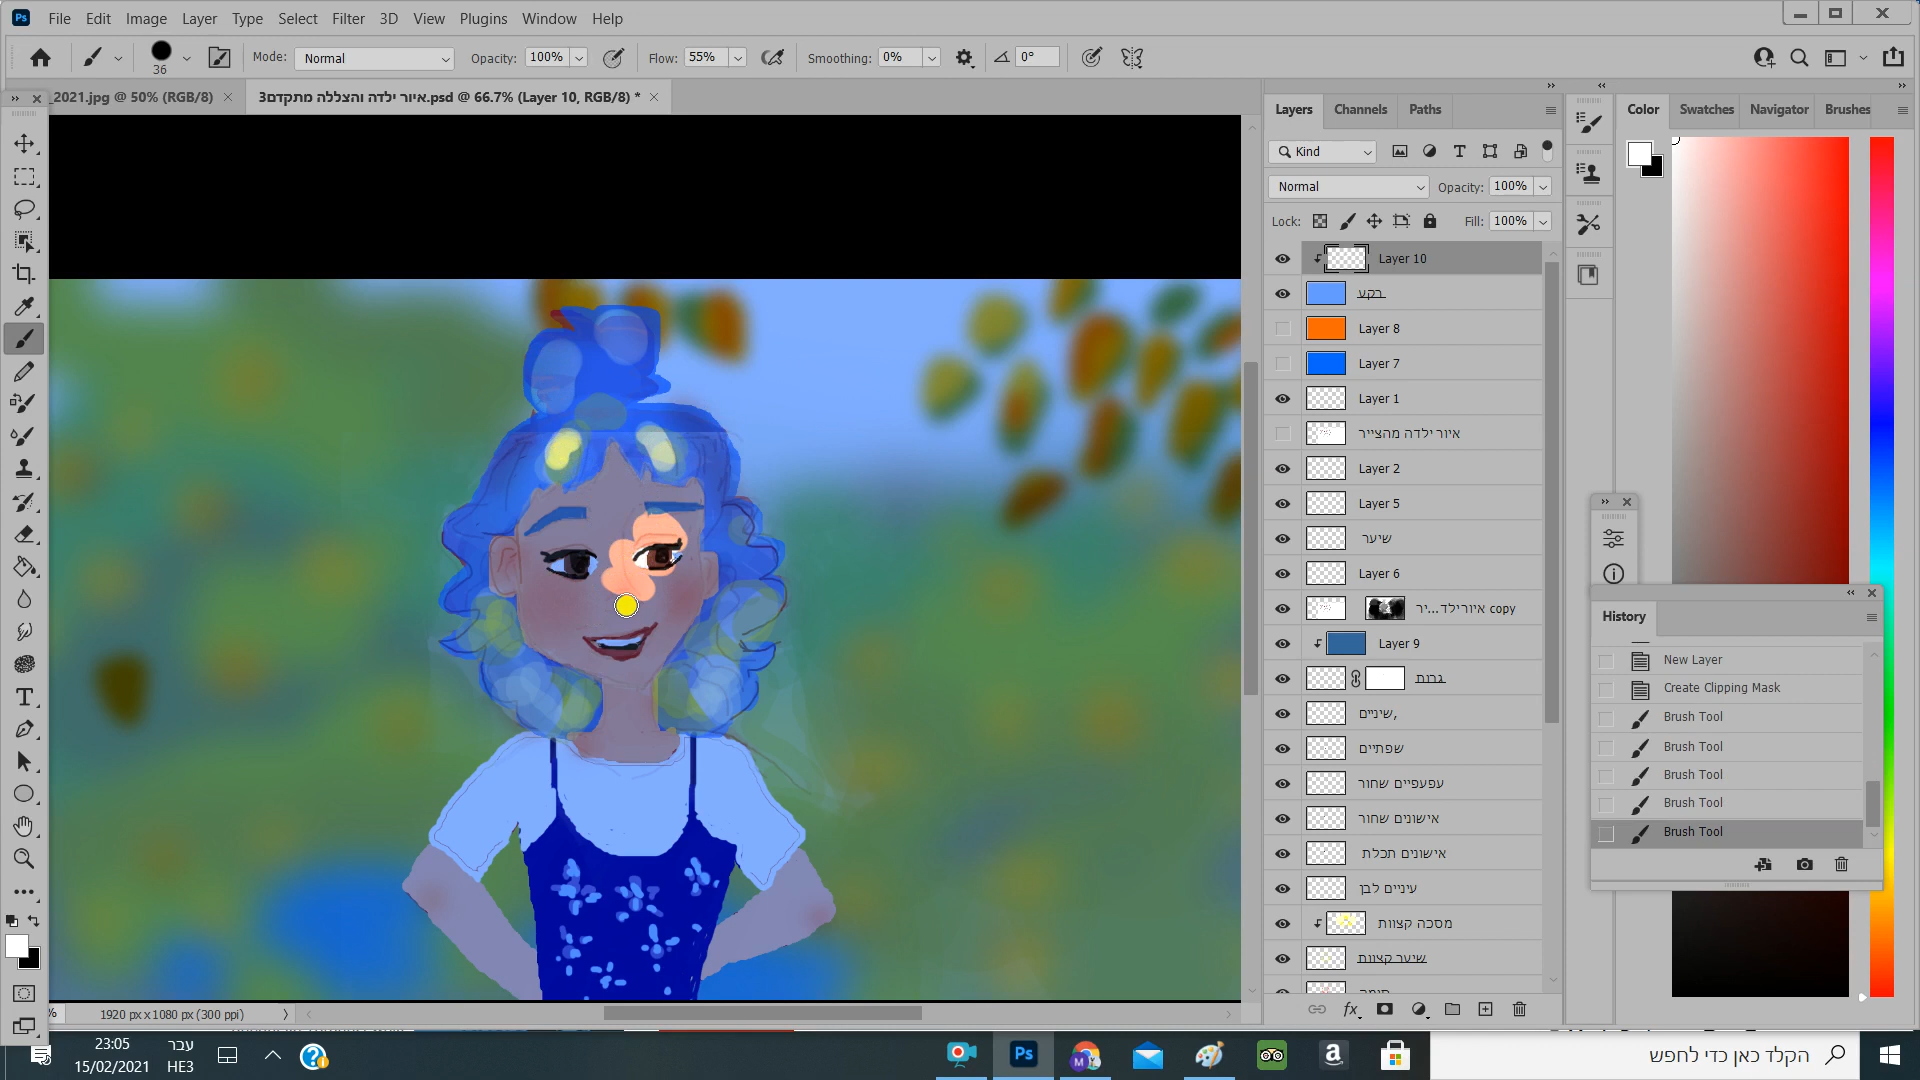 File Edit Image Layer Type Select Filter 3D View Plugins Window Help
36 Mode: Normal Opacity: 100% Flow: 55% Smoothing: 0% 0°
_2021.jpg @ 50% (RGB/8) איור ילדה והצללה מתקדם3.psd @ 66.7% (Layer 10, RGB/8) *
Layers Channels Paths
Kind
Normal Opacity: 100%
Lock: Fill: 100%
Layer 10
רקע
Layer 8
Layer 7
Layer 1
איור ילדה מהצייר
Layer 2
Layer 5
שיער
Layer 6
איורילד...יר copy
Layer 9
גרות
שיניים,
שפתיים
עפעפיים שחור
אישונים שחור
אישונים תכלת
עיניים לבן
מסכה קצוות
שיער קצוות
Color Swatches Navigator Brushes
History
New Layer
Create Clipping Mask
Brush Tool
Brush Tool
Brush Tool
Brush Tool
Brush Tool
% 1920 px x 1080 px (300 ppi)
23:05
15/02/2021
עבר
HE3
Ps
הקלד כאן כדי לחפש